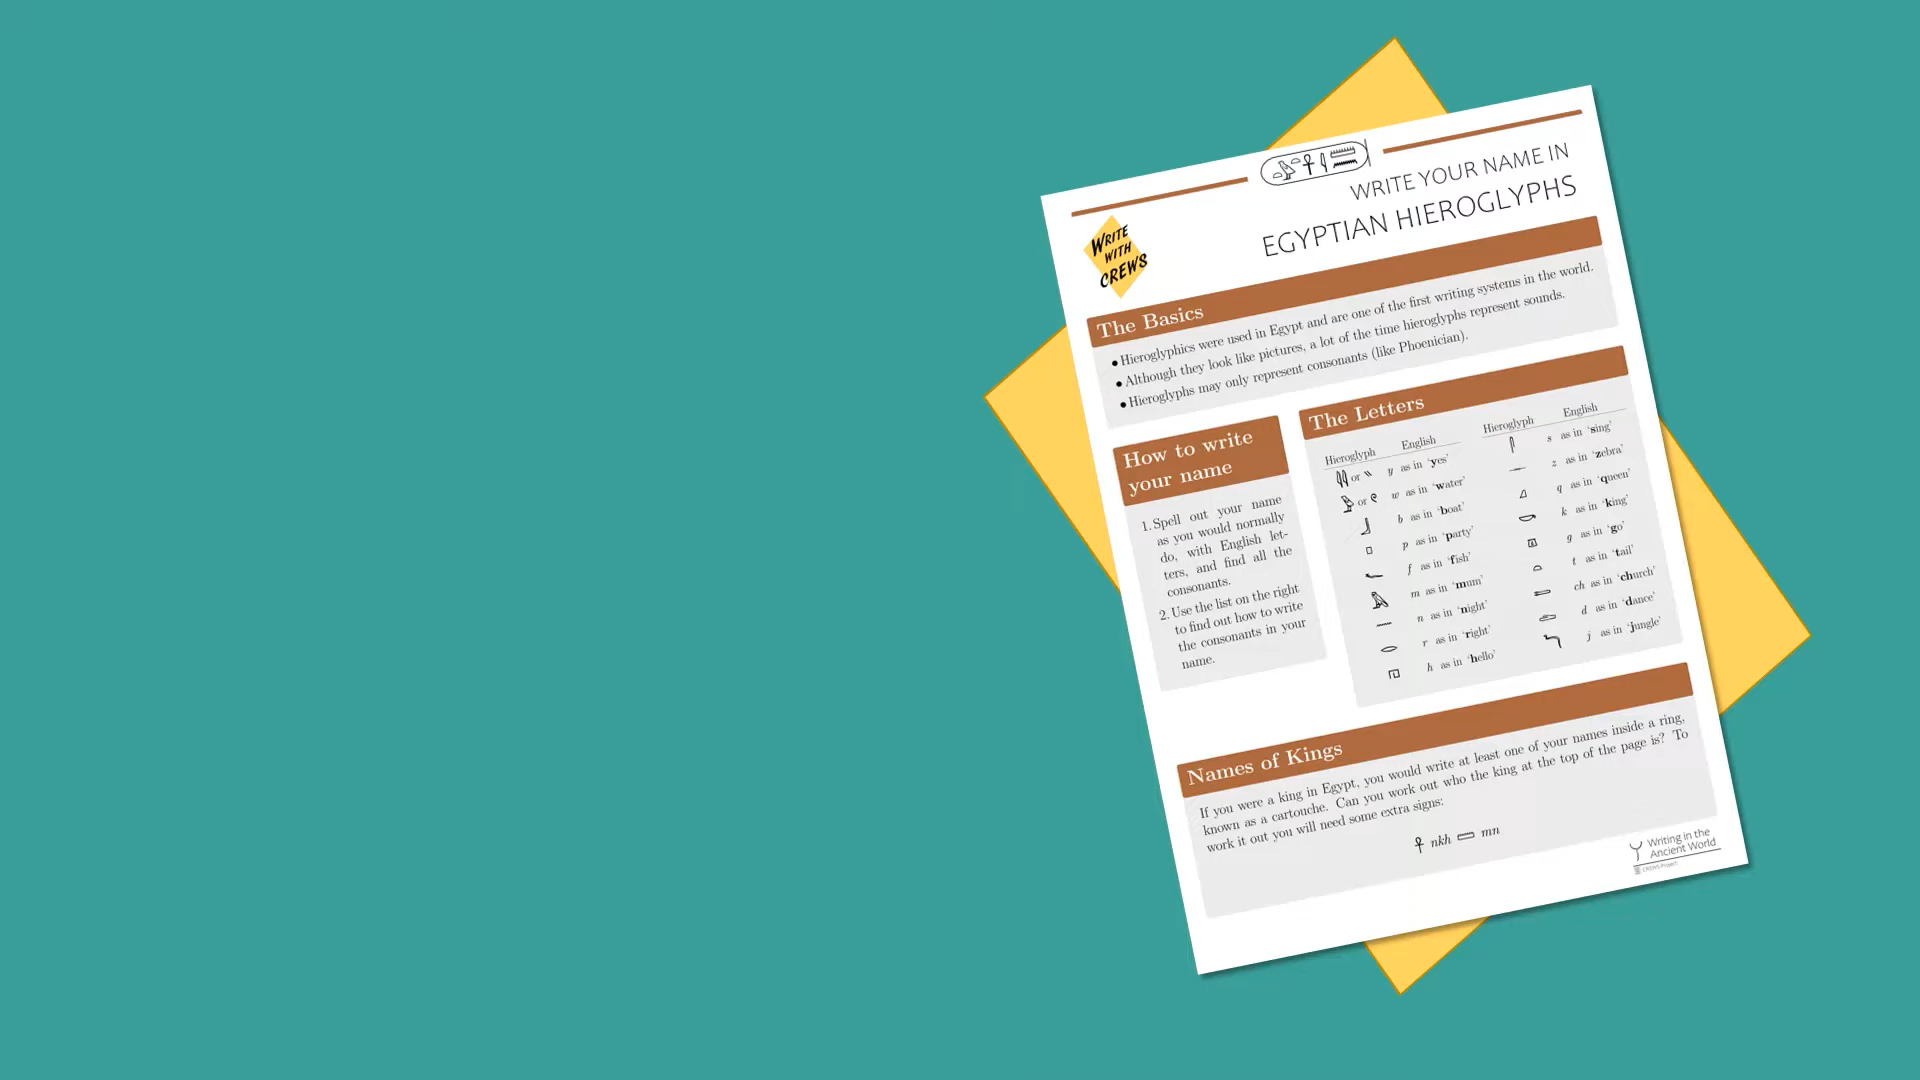 WRITE YOUR NAME IN
EGYPTIAN HIEROGLYPHS
WRITE
WITH
CREWS
The Basics
• Hieroglyphics were used in Egypt and are one of the first writing systems in the world.
• Although they look like pictures, a lot of the time hieroglyphs represent sounds.
• Hieroglyphs may only represent consonants (like Phoenician).
How to write
your name
1. Spell out your name
as you would normally
do, with English let-
ters, and find all the
consonants.
2. Use the list on the right
to find out how to write
the consonants in your
name.
The Letters
Hieroglyph English
or y as in ‘yes’
or w as in ‘water’
b as in ‘boat’
p as in ‘party’
f as in ‘fish’
m as in ‘mum’
n as in ‘night’
r as in ‘right’
h as in ‘hello’
Hieroglyph English
s as in ‘sing’
z as in ‘zebra’
q as in ‘queen’
k as in ‘king’
g as in ‘go’
t as in ‘tail’
ch as in ‘church’
d as in ‘dance’
j as in ‘jungle’
Names of Kings
If you were a king in Egypt, you would write at least one of your names inside a ring,
known as a cartouche. Can you work out who the king at the top of the page is? To
work it out you will need some extra signs:
nkh mn
Writing in the
Ancient World
CREWS Project